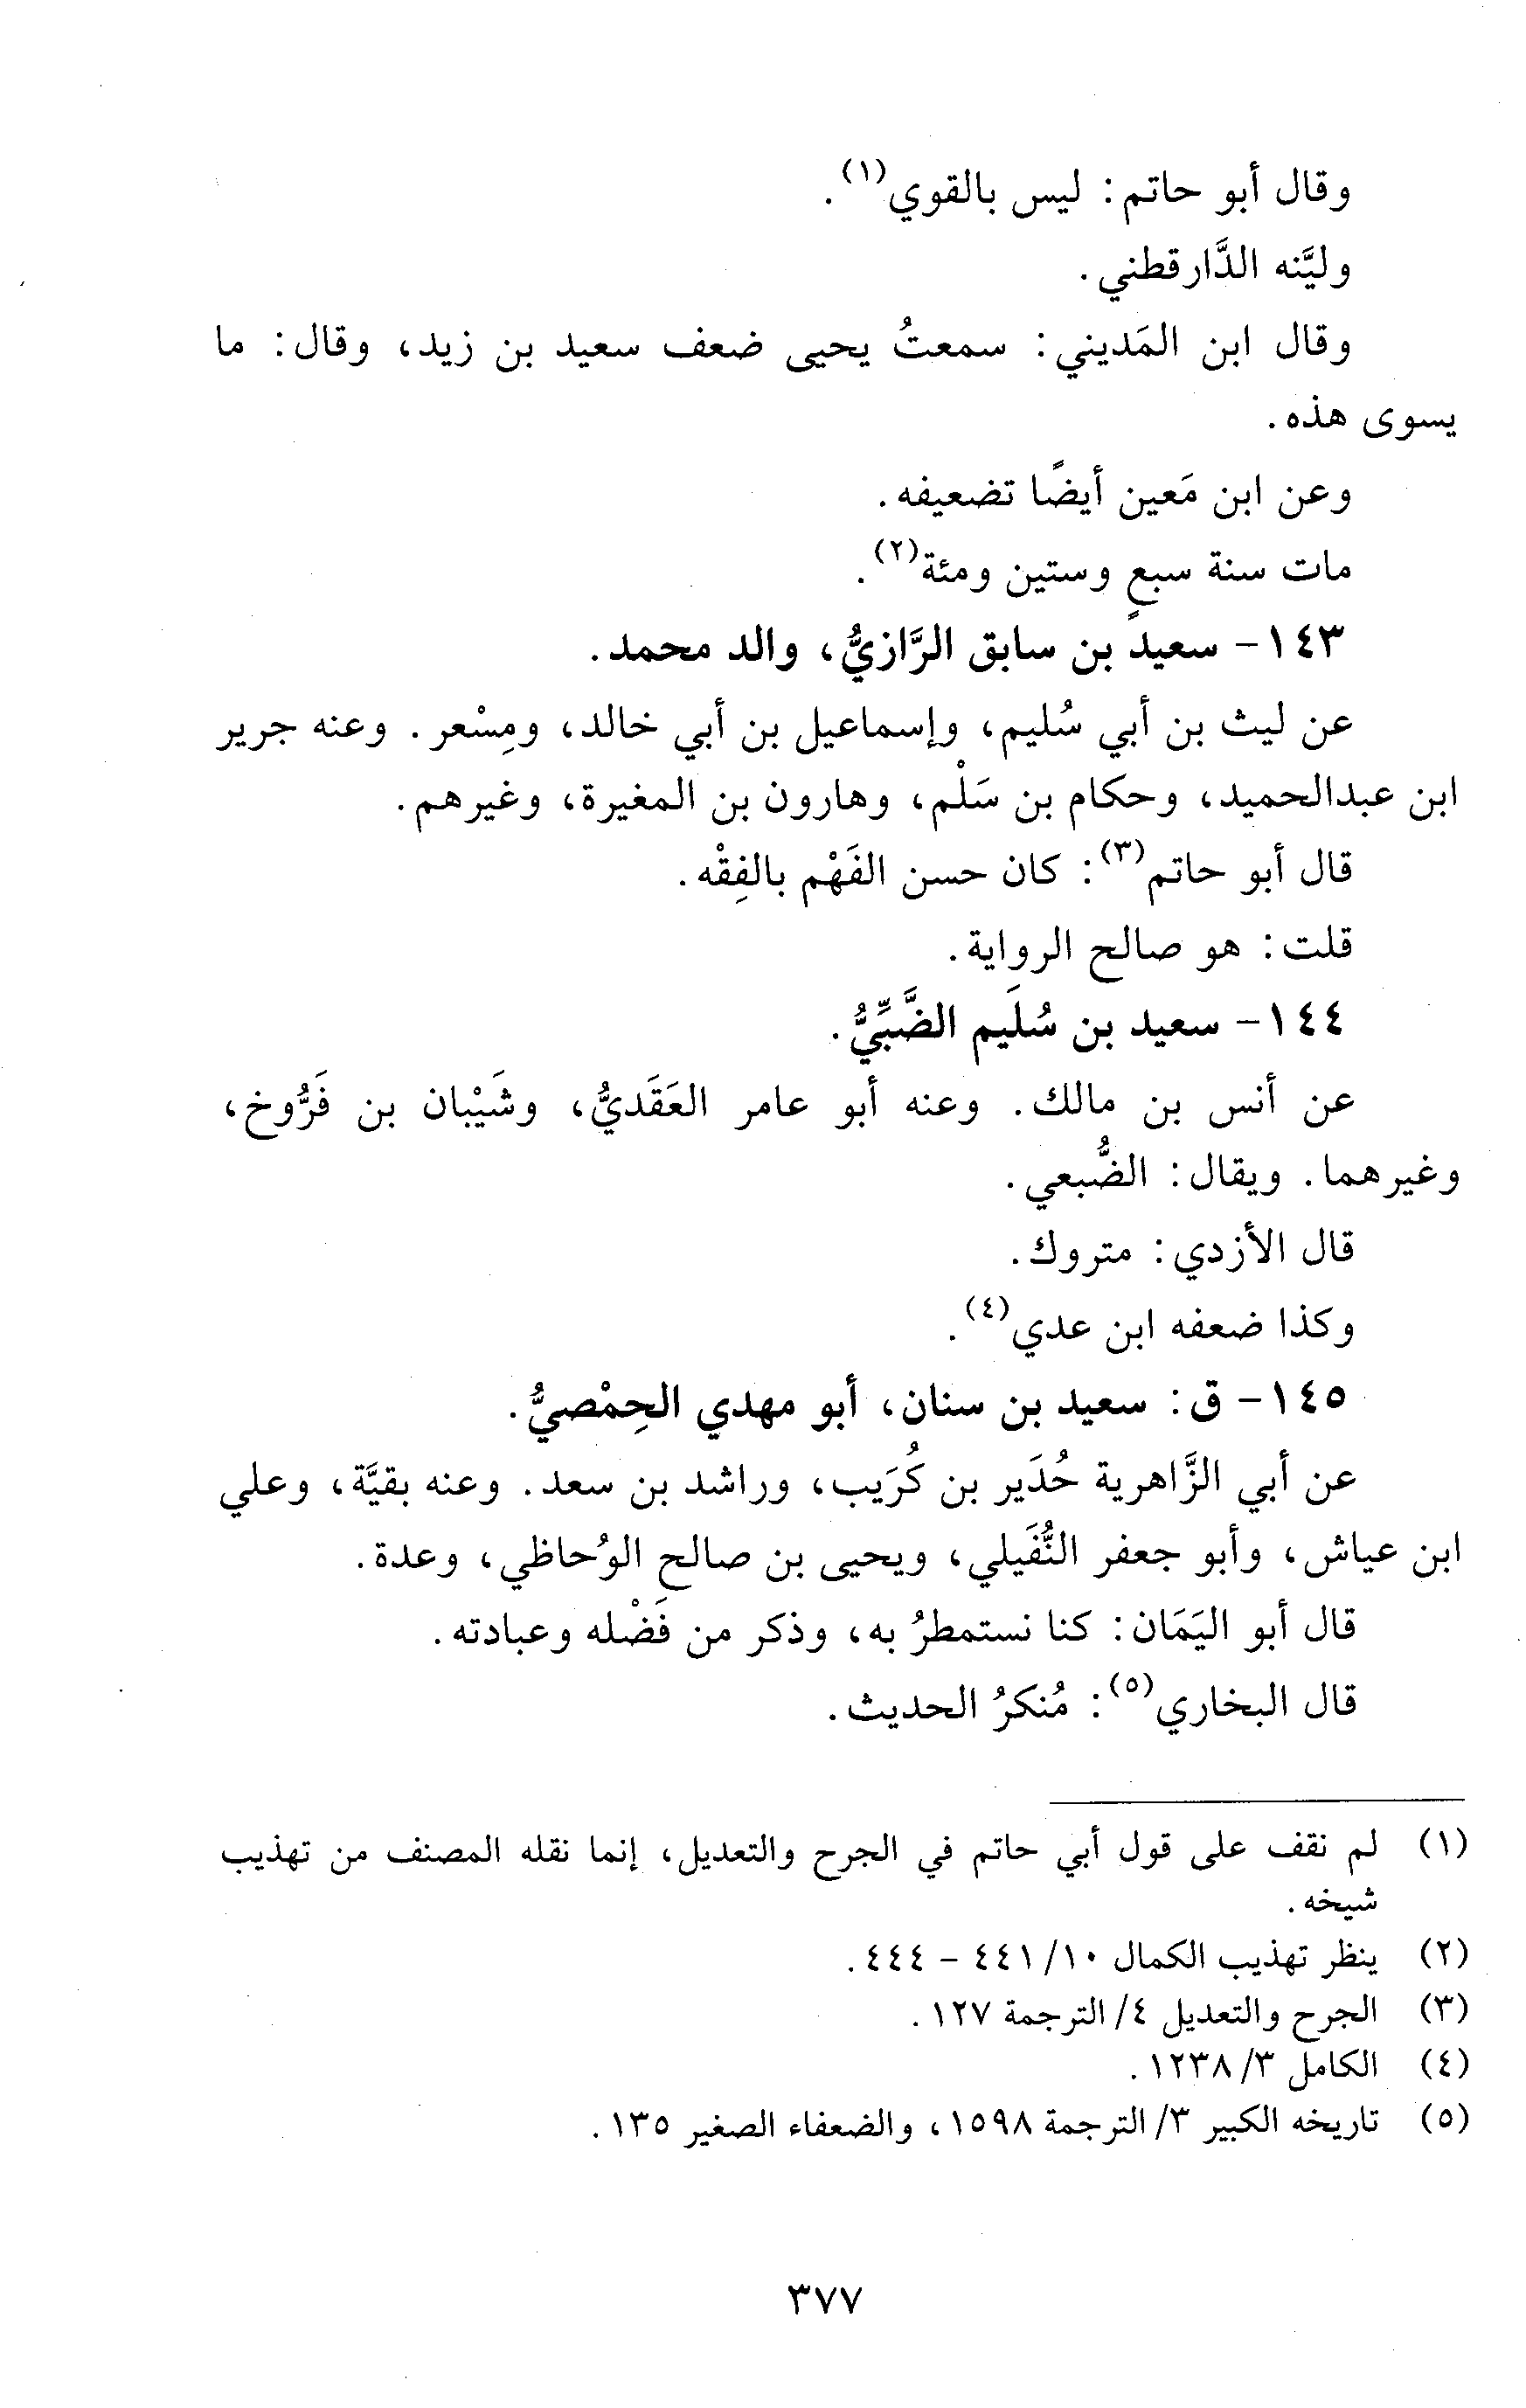 وقال أبو حاتم: ليس بالقوي(١).
وليَّنه الدَّارقطني.
وقال ابن المَديني: سمعتُ يحيى ضعف سعيد بن زيد، وقال: ما
يسوى هذه.
وعن ابن مَعين أيضًا تضعيفه.
مات سنة سبعٍ وستين ومئة(٢).
١٤٣- سعيد بن سابق الرَّازيُّ، والد محمد.
عن ليث بن أبي سُليم، وإسماعيل بن أبي خالد، ومِسْعر. وعنه جرير
ابن عبدالحميد، وحكام بن سَلْم، وهارون بن المغيرة، وغيرهم.
قال أبو حاتم(٣): كان حسن الفَهْم بالفِقْه.
قلت: هو صالح الرواية.
١٤٤- سعيد بن سُلَيم الضَّبِّيُّ.
عن أنس بن مالك. وعنه أبو عامر العَقَديُّ، وشَيْبان بن فَرُّوخ،
وغيرهما. ويقال: الضُّبعي.
قال الأزدي: متروك.
وكذا ضعفه ابن عدي(٤).
١٤٥- ق: سعيد بن سنان، أبو مهدي الحِمْصيُّ.
عن أبي الزَّاهرية حُدَير بن كُرَيب، وراشد بن سعد. وعنه بقيَّة، وعلي
ابن عياش، وأبو جعفر النُّفَيلي، ويحيى بن صالح الوُحاظي، وعدة.
قال أبو اليَمَان: كنا نستمطرُ به، وذكر من فَضْله وعبادته.
قال البخاري(٥): مُنكرُ الحديث.
(١) لم نقف على قول أبي حاتم في الجرح والتعديل، إنما نقله المصنف من تهذيب
شيخه.
(٢) ينظر تهذيب الكمال ١٠/ ٤٤١ - ٤٤٤.
(٣) الجرح والتعديل ٤/ الترجمة ١٢٧.
(٤) الكامل ٣/ ١٢٣٨.
(٥) تاريخه الكبير ٣/ الترجمة ١٥٩٨، والضعفاء الصغير ١٣٥.
٣٧٧